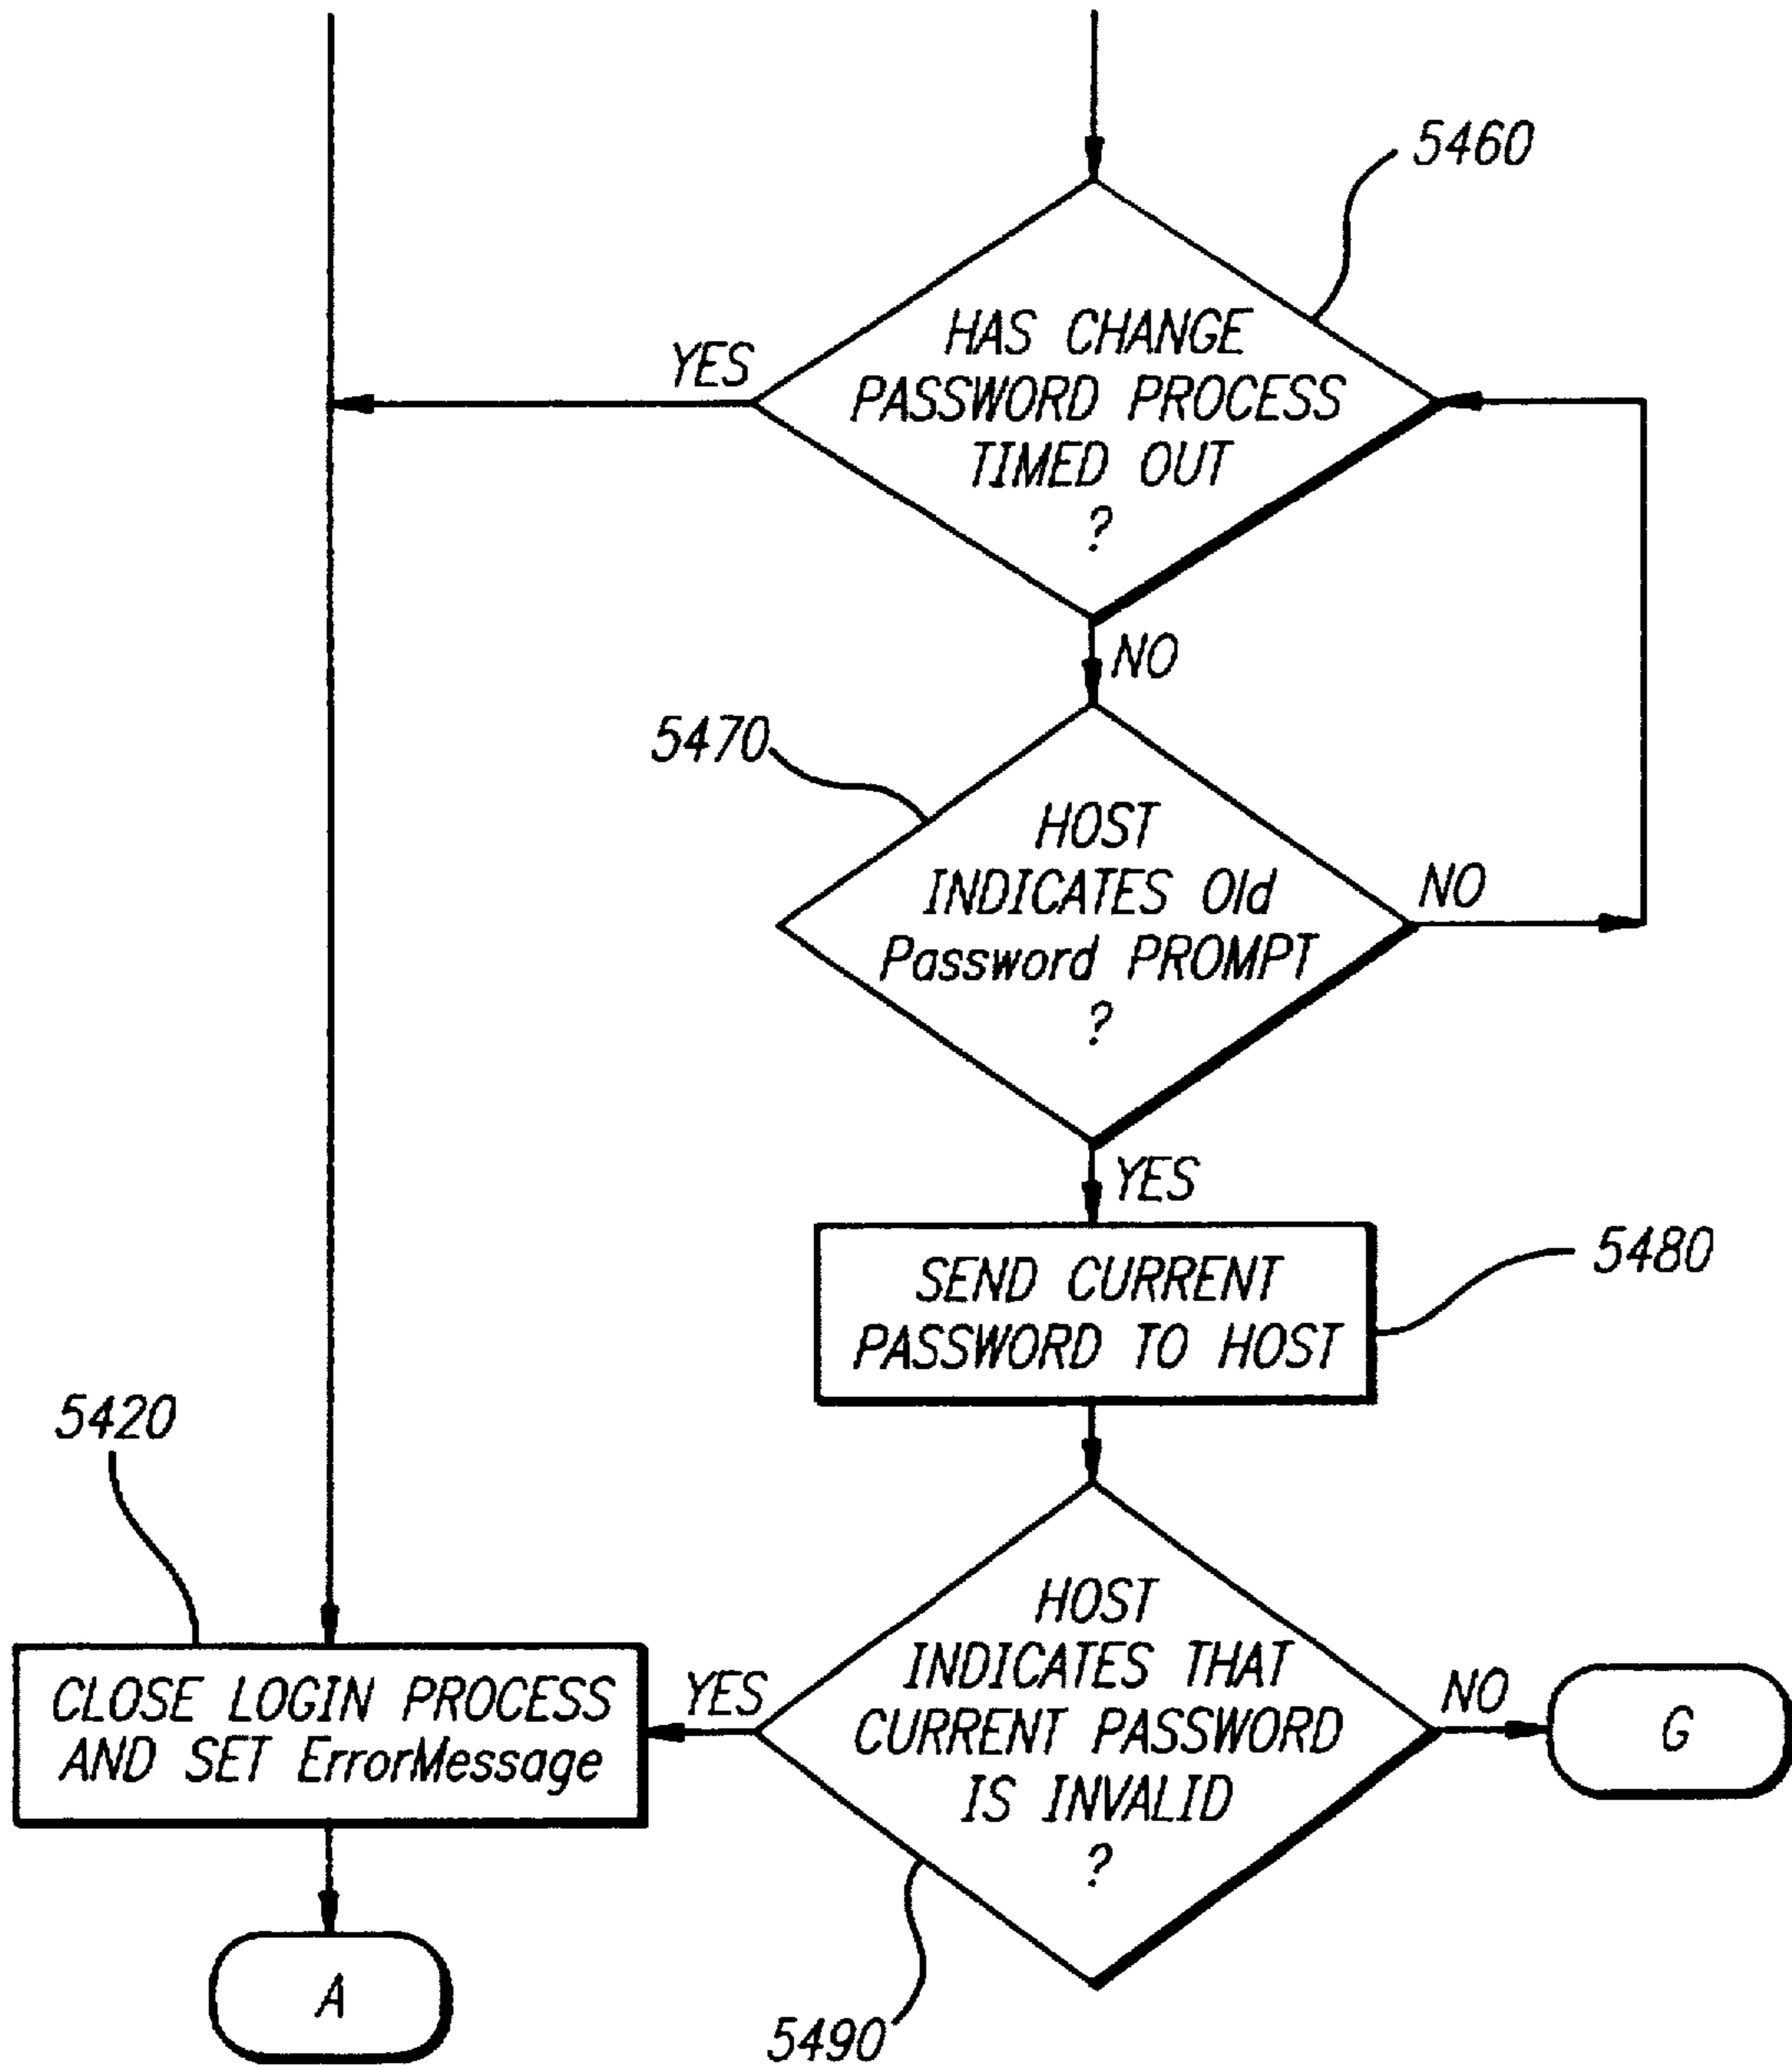 5460
HAS CHANGE
PASSWORD PROCESS
TIMED OUT
?
YES
NO
5470
HOST
INDICATES Old
Password PROMPT
?
NO
YES
SEND CURRENT
PASSWORD TO HOST
5480
5420
CLOSE LOGIN PROCESS
AND SET ErrorMessage
YES
HOST
INDICATES THAT
CURRENT PASSWORD
IS INVALID
?
NO
G
A
5490